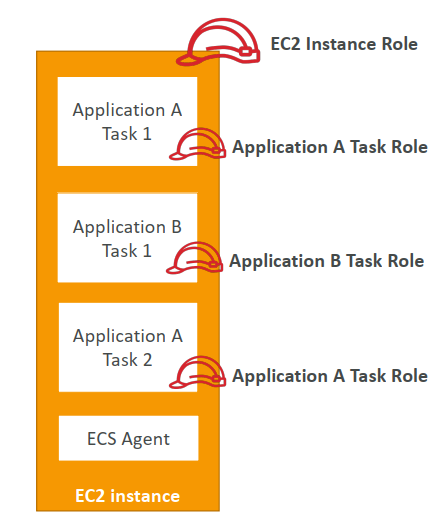 EC2 Instance Role
Application A
Task 1
Application A Task Role
Application B
Task 1
Application B Task Role
Application A
Task 2
Application A Task Role
ECS Agent
EC2 instance